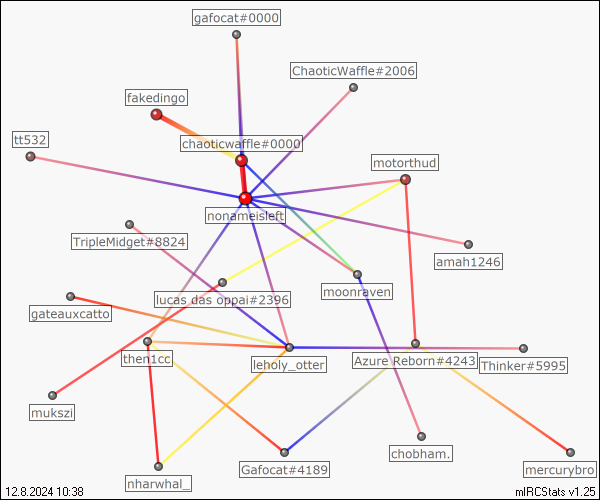 gafocat#0000
ChaoticWaffle#2006
fakedingo
tt532
chaoticwaffle#0000
motorthud
nonameisleft
TripleMidget#8824
amah1246
moonraven
lucas das oppai#2396
gateauxcatto
then1cc
leholy_otter
Azure Reborn#4243
Thinker#5995
mukszi
chobham.
nharwhal_
Gafocat#4189
mercurybro
12.8.2024 10:38
mIRCStats v1.25